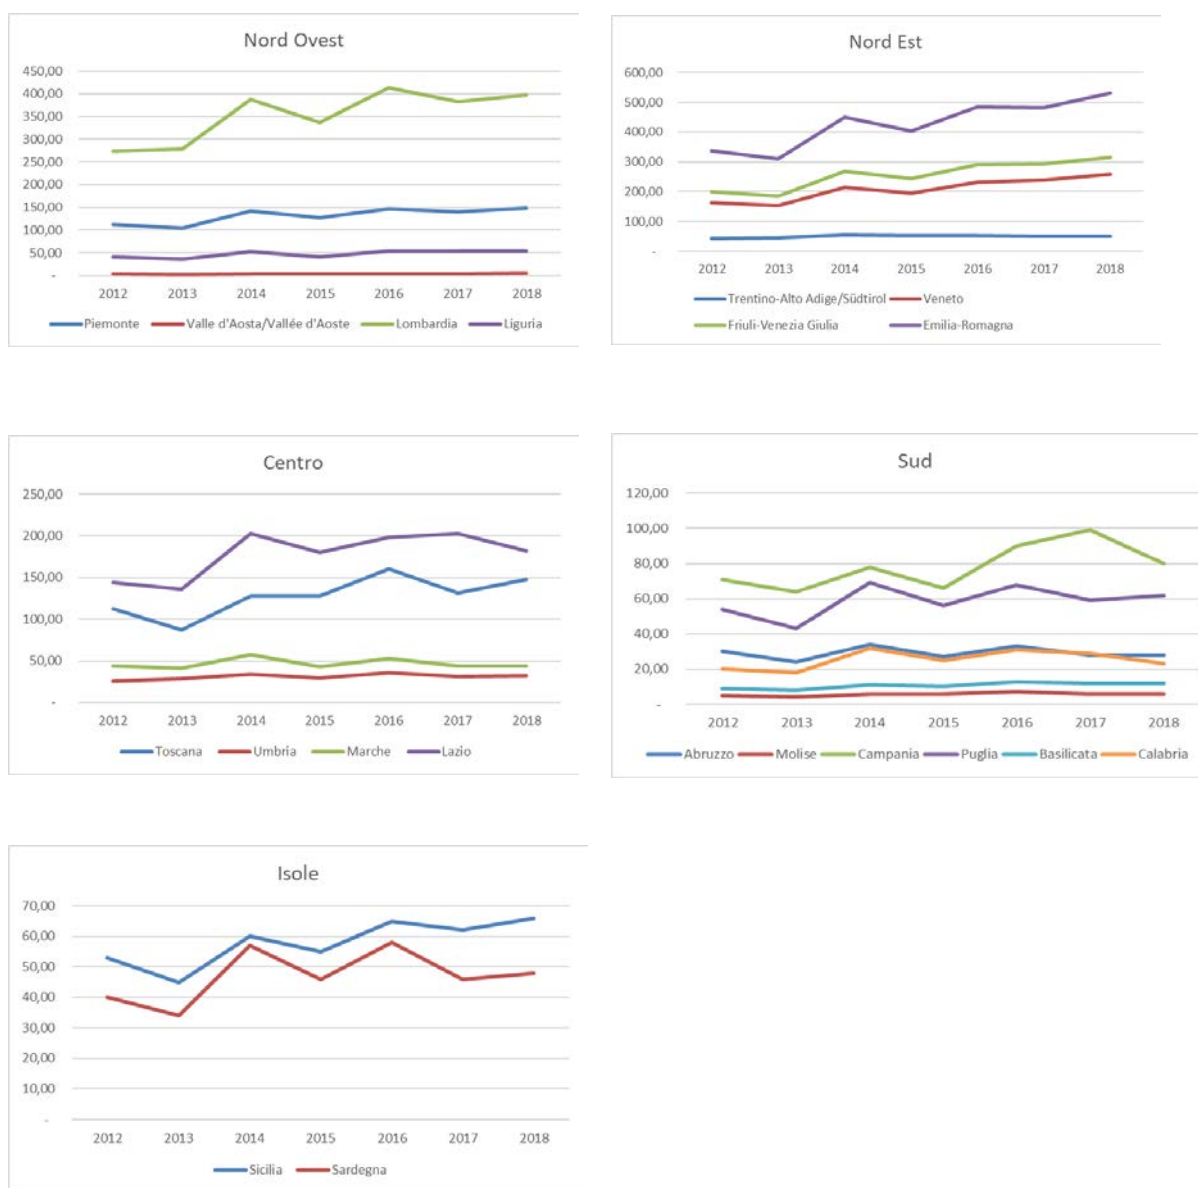 Nord Ovest
450,00
400,00
350,00
300,00
250,00
200,00
150,00
100,00
50,00
-
2012 2013 2014 2015 2016 2017 2018
Piemonte Valle d'Aosta/Vallée d'Aoste Lombardia Liguria
Nord Est
600,00
500,00
400,00
300,00
200,00
100,00
-
2012 2013 2014 2015 2016 2017 2018
Trentino-Alto Adige/Südtirol Veneto
Friuli-Venezia Giulia Emilia-Romagna
Centro
250,00
200,00
150,00
100,00
50,00
-
2012 2013 2014 2015 2016 2017 2018
Toscana Umbria Marche Lazio
Sud
120,00
100,00
80,00
60,00
40,00
20,00
-
2012 2013 2014 2015 2016 2017 2018
Abruzzo Molise Campania Puglia Basilicata Calabria
Isole
70,00
60,00
50,00
40,00
30,00
20,00
10,00
-
2012 2013 2014 2015 2016 2017 2018
Sicilia Sardegna